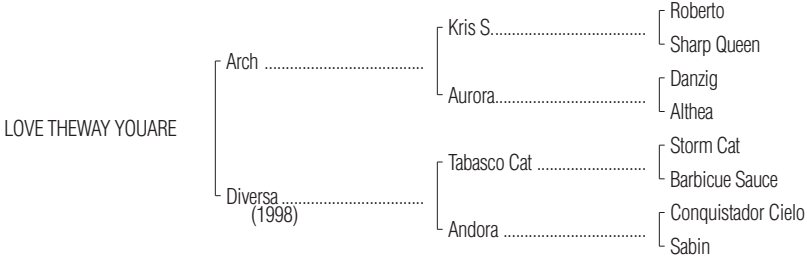 Roberto
Kris S.
Sharp Queen
Arch
Danzig
Aurora
Althea
LOVE THEWAY YOUARE
Storm Cat
Tabasco Cat
Barbicue Sauce
Diversa
(1998)
Conquistador Cielo
Andora
Sabin